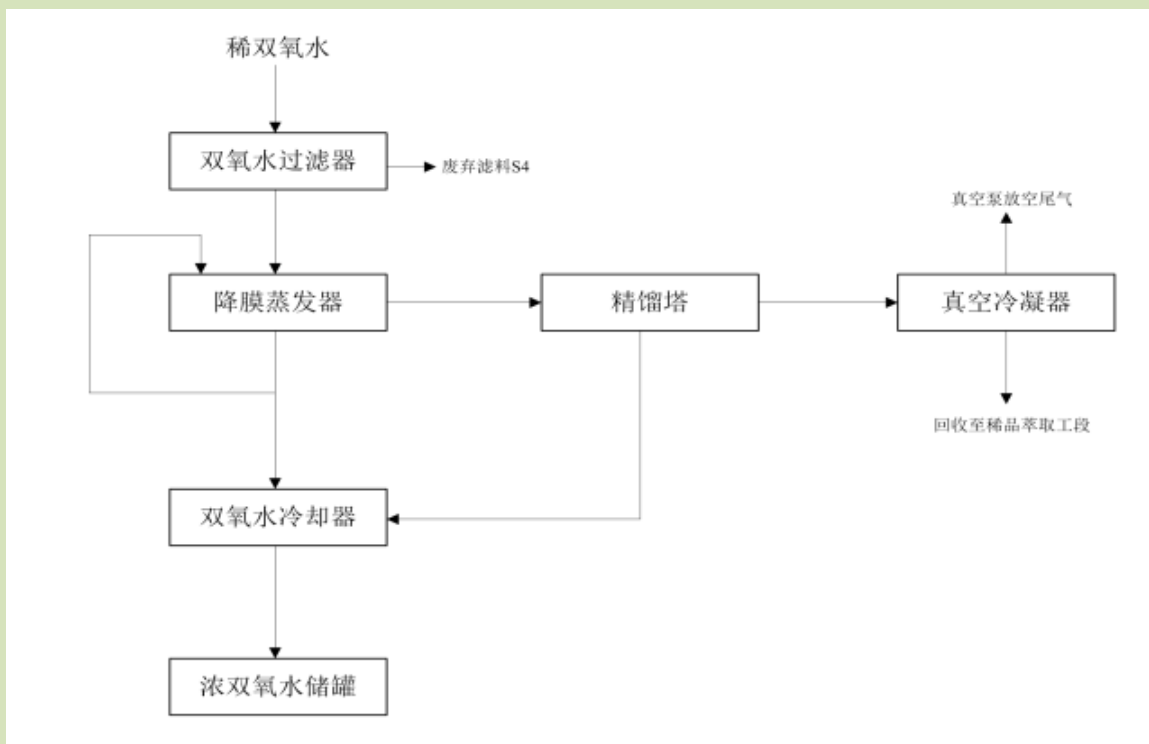 稀双氧水
双氧水过滤器
废弃滤料S4
真空泵放空尾气
降膜蒸发器
精馏塔
真空冷凝器
回收至稀品萃取工段
双氧水冷却器
浓双氧水储罐